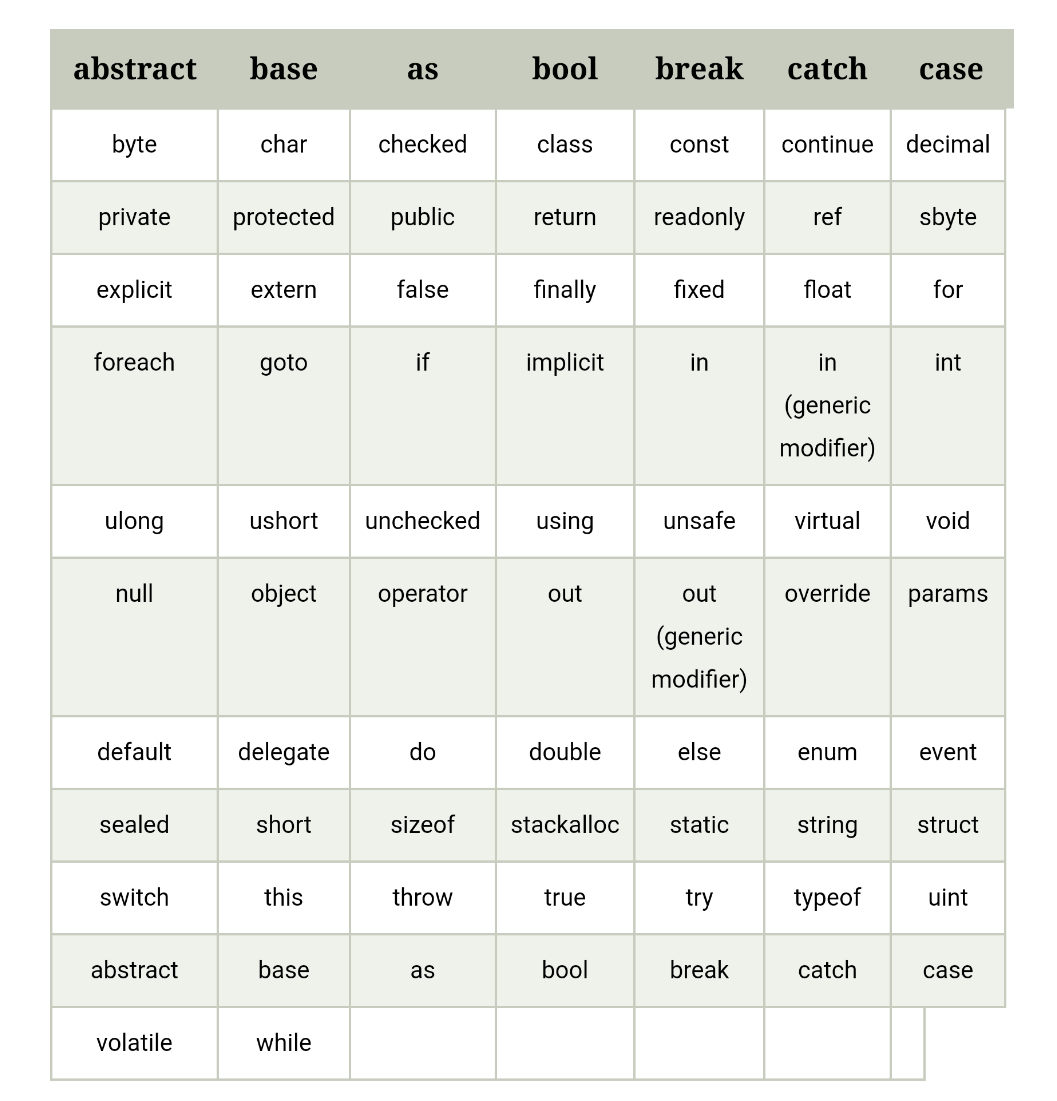 abstract base as bool break catch case
byte char checked class const continue decimal
private protected public return readonly ref sbyte
explicit extern false finally fixed float for
foreach goto if implicit in in int
(generic
modifier)
ulong ushort unchecked using unsafe virtual void
null object operator out out override params
(generic
modifier)
default delegate do double else enum event
sealed short sizeof stackalloc static string struct
switch this throw true try typeof uint
abstract base as bool break catch case
volatile while